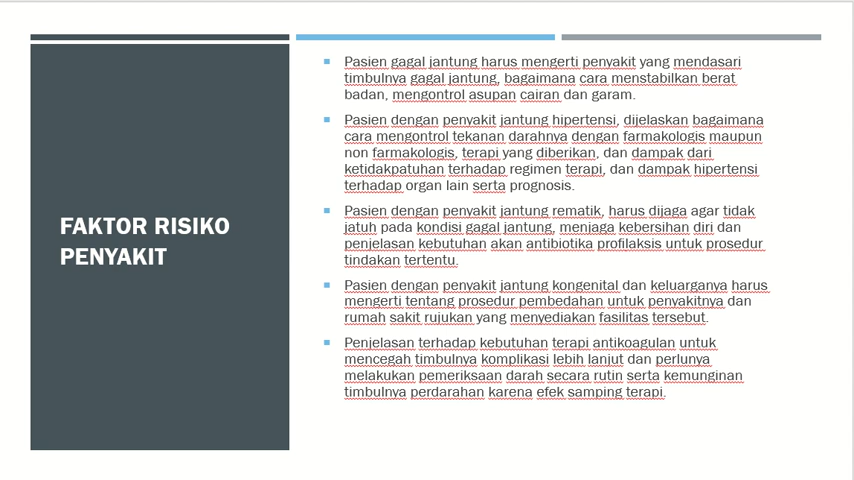 FAKTOR RISIKO
PENYAKIT
Pasien gagal jantung harus mengerti penyakit yang mendasari
timbulnya gagal jantung, bagaimana cara menstabilkan berat
badan, mengontrol asupan cairan dan garam.
Pasien dengan penyakit jantung hipertensi, dijelaskan bagaimana
cara mengontrol tekanan darahnya dengan farmakologis maupun
non farmakologis, terapi yang diberikan, dan dampak dari
ketidakpatuhan terhadap regimen terapi, dan dampak hipertensi
terhadap organ lain serta prognosis.
Pasien dengan penyakit jantung rematik, harus dijaga agar tidak
jatuh pada kondisi gagal jantung, menjaga kebersihan diri dan
penjelasan kebutuhan akan antibiotika profilaksis untuk prosedur
tindakan tertentu.
Pasien dengan penyakit jantung kongenital dan keluarganya harus
mengerti tentang prosedur pembedahan untuk penyakitnya dan
rumah sakit rujukan yang menyediakan fasilitas tersebut.
Penjelasan terhadap kebutuhan terapi antikoagulan untuk
mencegah timbulnya komplikasi lebih lanjut dan perlunya
melakukan pemeriksaan darah secara rutin serta kemunginan
timbulnya perdarahan karena efek samping terapi.